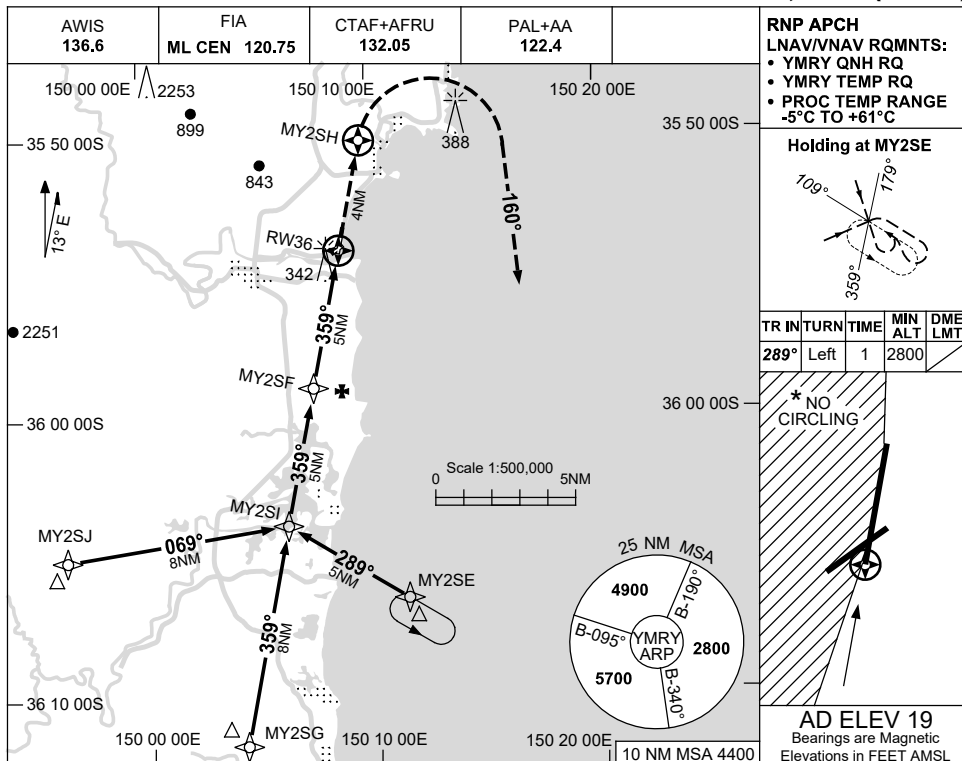 AWIS
136.6
FIA
ML CEN 120.75
CTAF+AFRU
132.05
PAL+AA
122.4
RNP APCH
LNAV/VNAV RQMNTS:
• YMRY QNH RQ
• YMRY TEMP RQ
• PROC TEMP RANGE
-5°C TO +61°C
Holding at MY2SE
109°
179°
359°
TR IN TURN TIME MIN ALT DME LMT
289° Left 1 2800
* NO
CIRCLING
AD ELEV 19
Bearings are Magnetic
Elevations in FEET AMSL
150 00 00E
150 10 00E
150 20 00E
2253
899
388
35 50 00S
35 50 00S
MY2SH
843
13° E
4NM
160°
RW36
342
2251
359°
5NM
MY2SF
36 00 00S
36 00 00S
359°
5NM
Scale 1:500,000
0
5NM
MY2SI
MY2SJ
069°
8NM
289°
5NM
MY2SE
359°
8NM
25 NM MSA
4900
B-190°
B-095°
YMRY
ARP
2800
5700
B-340°
36 10 00S
MY2SG
150 00 00E
150 10 00E
150 20 00E
10 NM MSA 4400